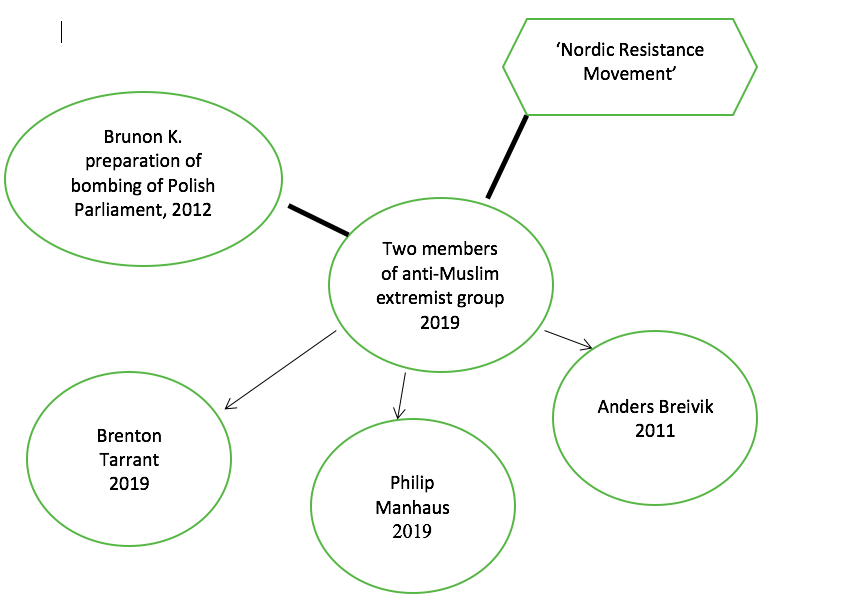 ‘Nordic Resistance
Movement’
Brunon K.
preparation of
bombing of Polish
Parliament, 2012
Two members
of anti-Muslim
extremist group
2019
Anders Breivik
2011
Brenton
Tarrant
2019
Philip
Manhaus
2019